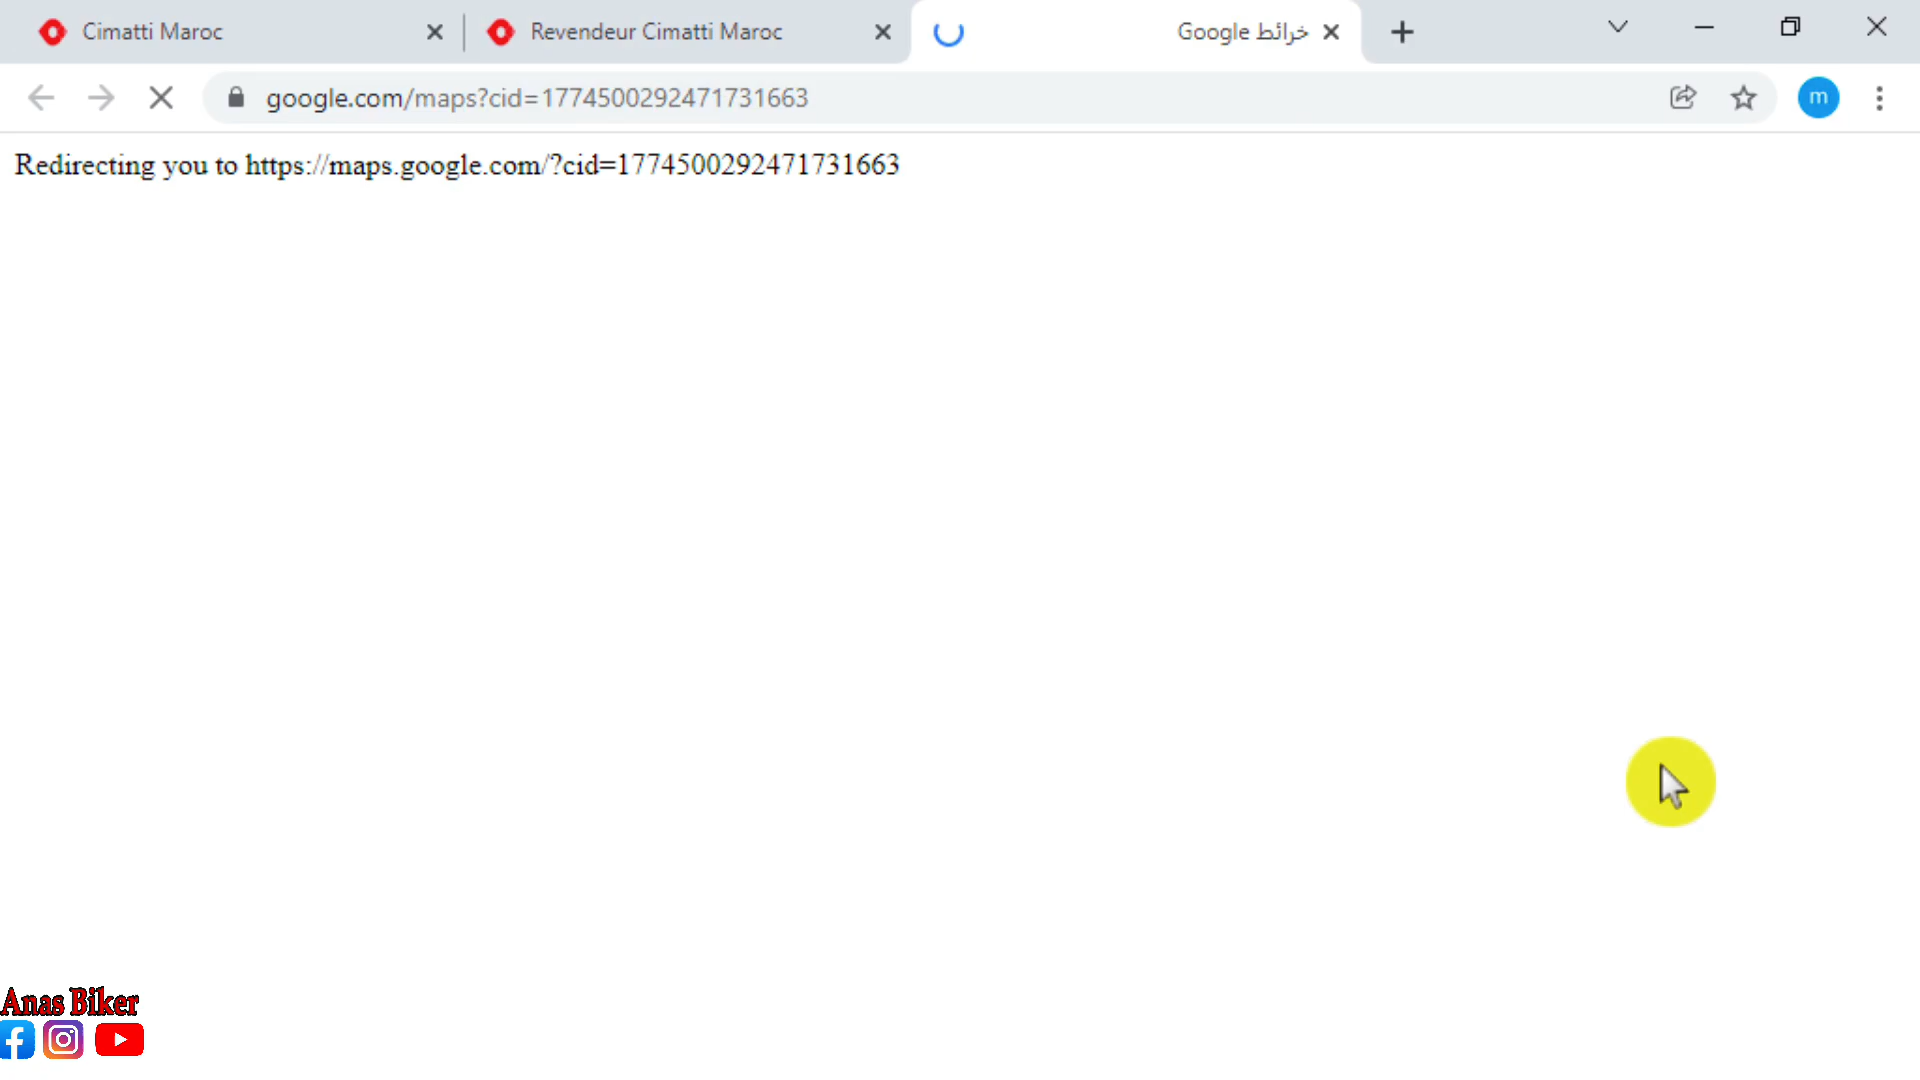 Cimatti Maroc
Revendeur Cimatti Maroc
خرائط Google
google.com/maps?cid=1774500292471731663
m
Redirecting you to https://maps.google.com/?cid=1774500292471731663
Anas Biker